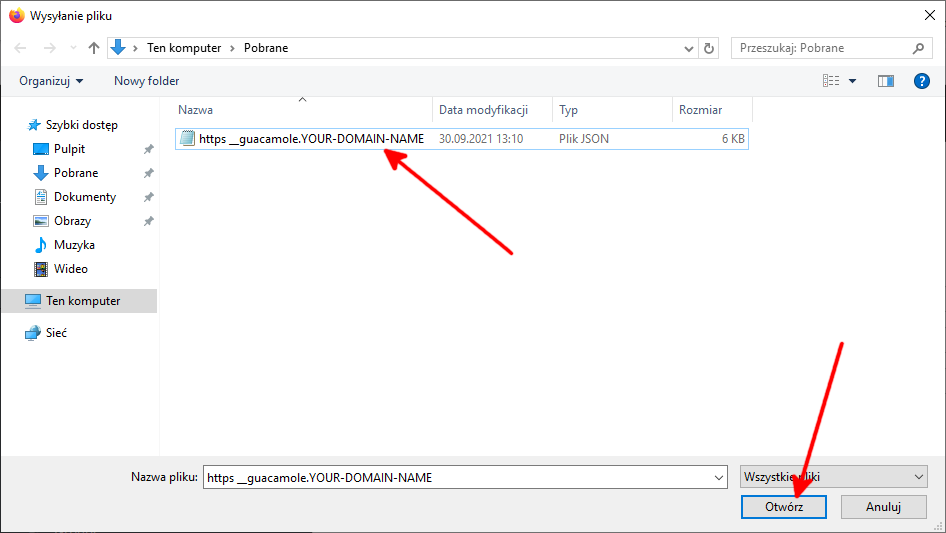 Wysyłanie pliku
Ten komputer > Pobrane
Przeszukaj: Pobrane
Organizuj
Nowy folder
Nazwa
Data modyfikacji
Typ
Rozmiar
https __guacamole.YOUR-DOMAIN-NAME
30.09.2021 13:10
Plik JSON
6 KB
Szybki dostęp
Pulpit
Pobrane
Dokumenty
Obrazy
Muzyka
Wideo
Ten komputer
Sieć
Nazwa pliku:
https __guacamole.YOUR-DOMAIN-NAME
Wszystkie pliki
Otwórz
Anuluj